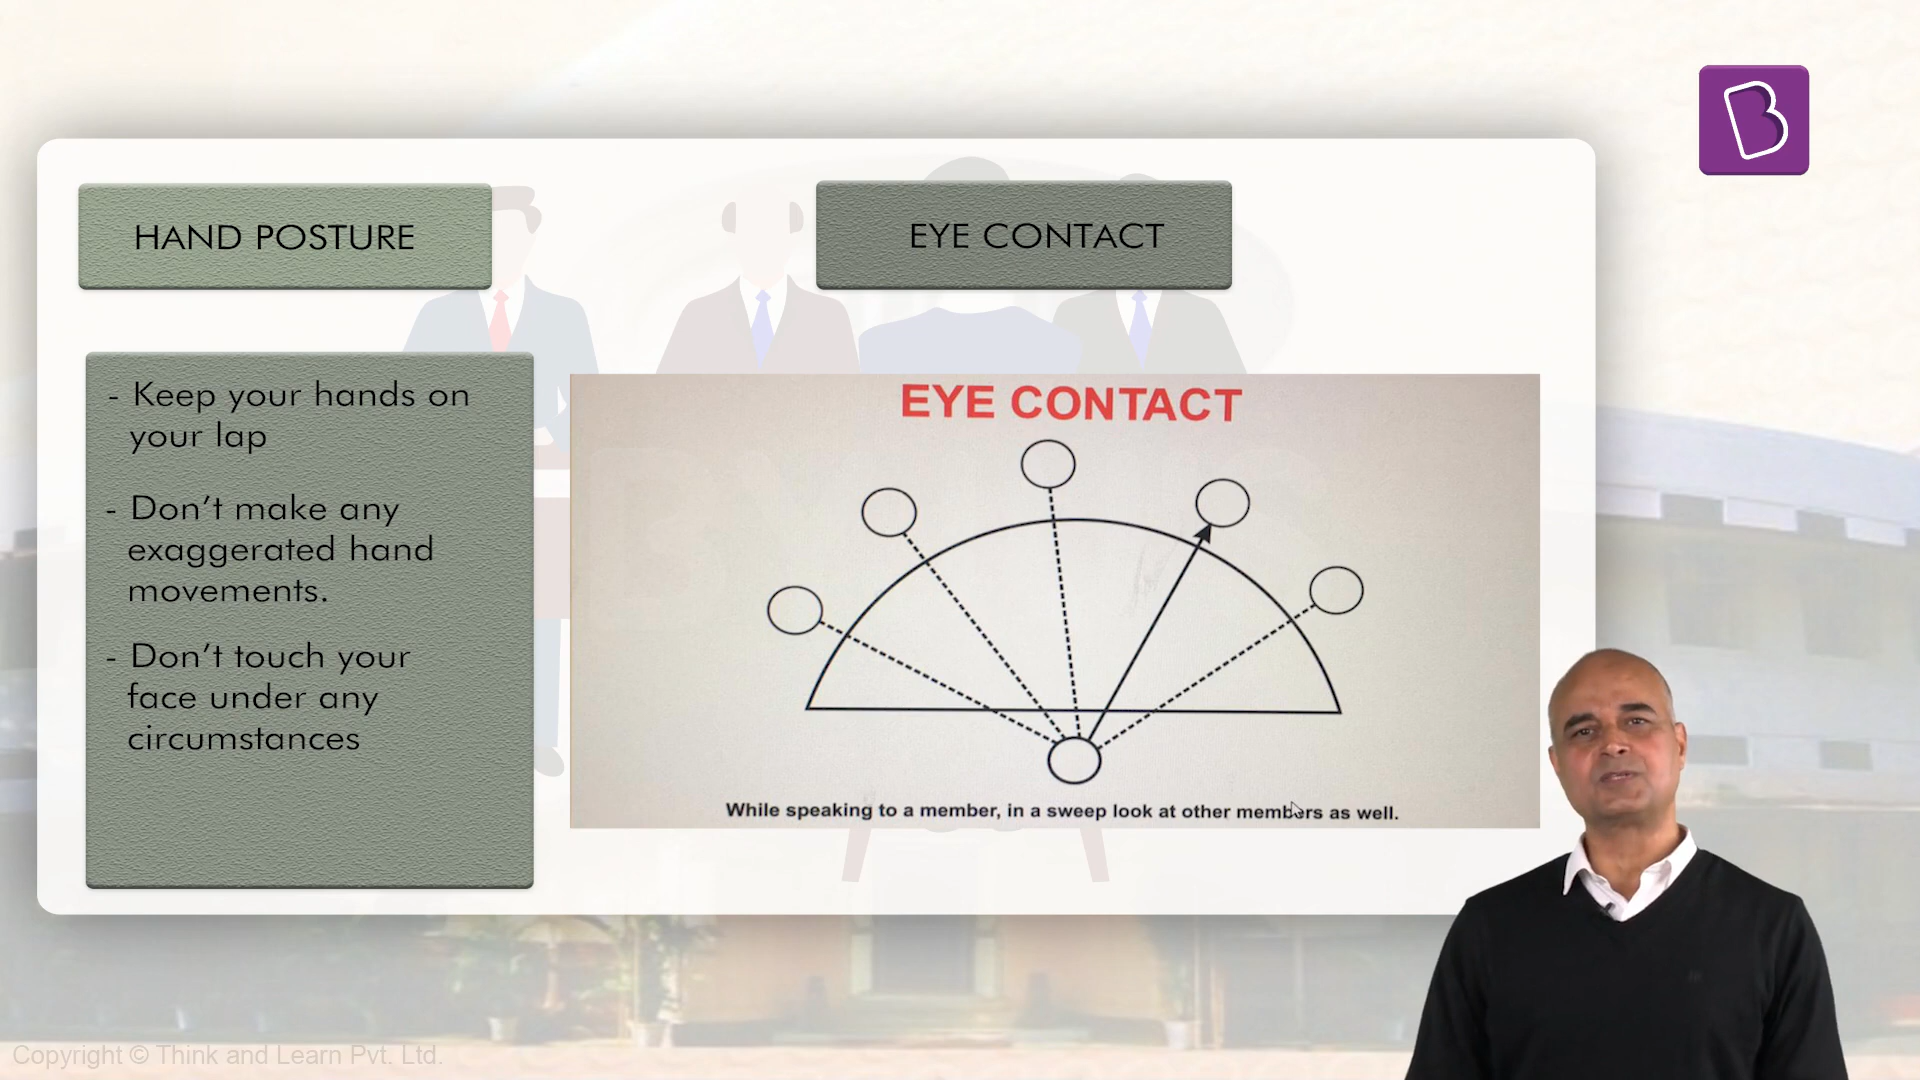 HAND POSTURE
EYE CONTACT
- Keep your hands on
your lap
- Don't make any
exaggerated hand
movements.
- Don't touch your
face under any
circumstances
EYE CONTACT
While speaking to a member, in a sweep look at other members as well.
B
Copyright © Think and Learn Pvt. Ltd.